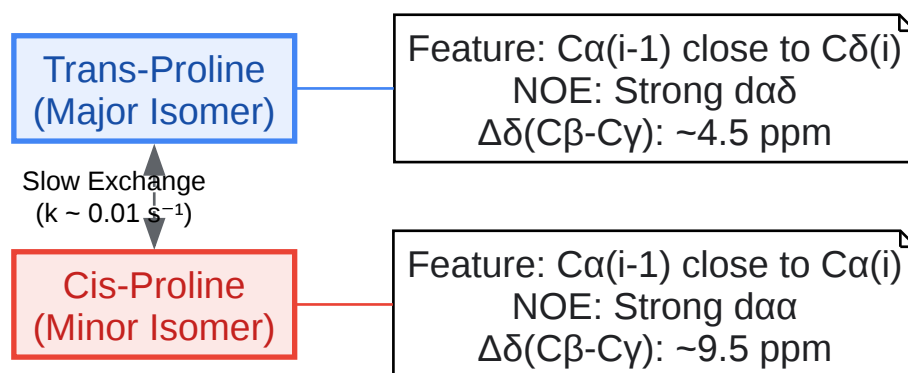 Trans-Proline
(Major Isomer)
Feature: Cα(i-1) close to Cδ(i)
NOE: Strong dαδ
Δδ(Cβ-Cγ): ~4.5 ppm
Slow Exchange
(k ~ 0.01 s⁻¹)
Cis-Proline
(Minor Isomer)
Feature: Cα(i-1) close to Cα(i)
NOE: Strong dαα
Δδ(Cβ-Cγ): ~9.5 ppm